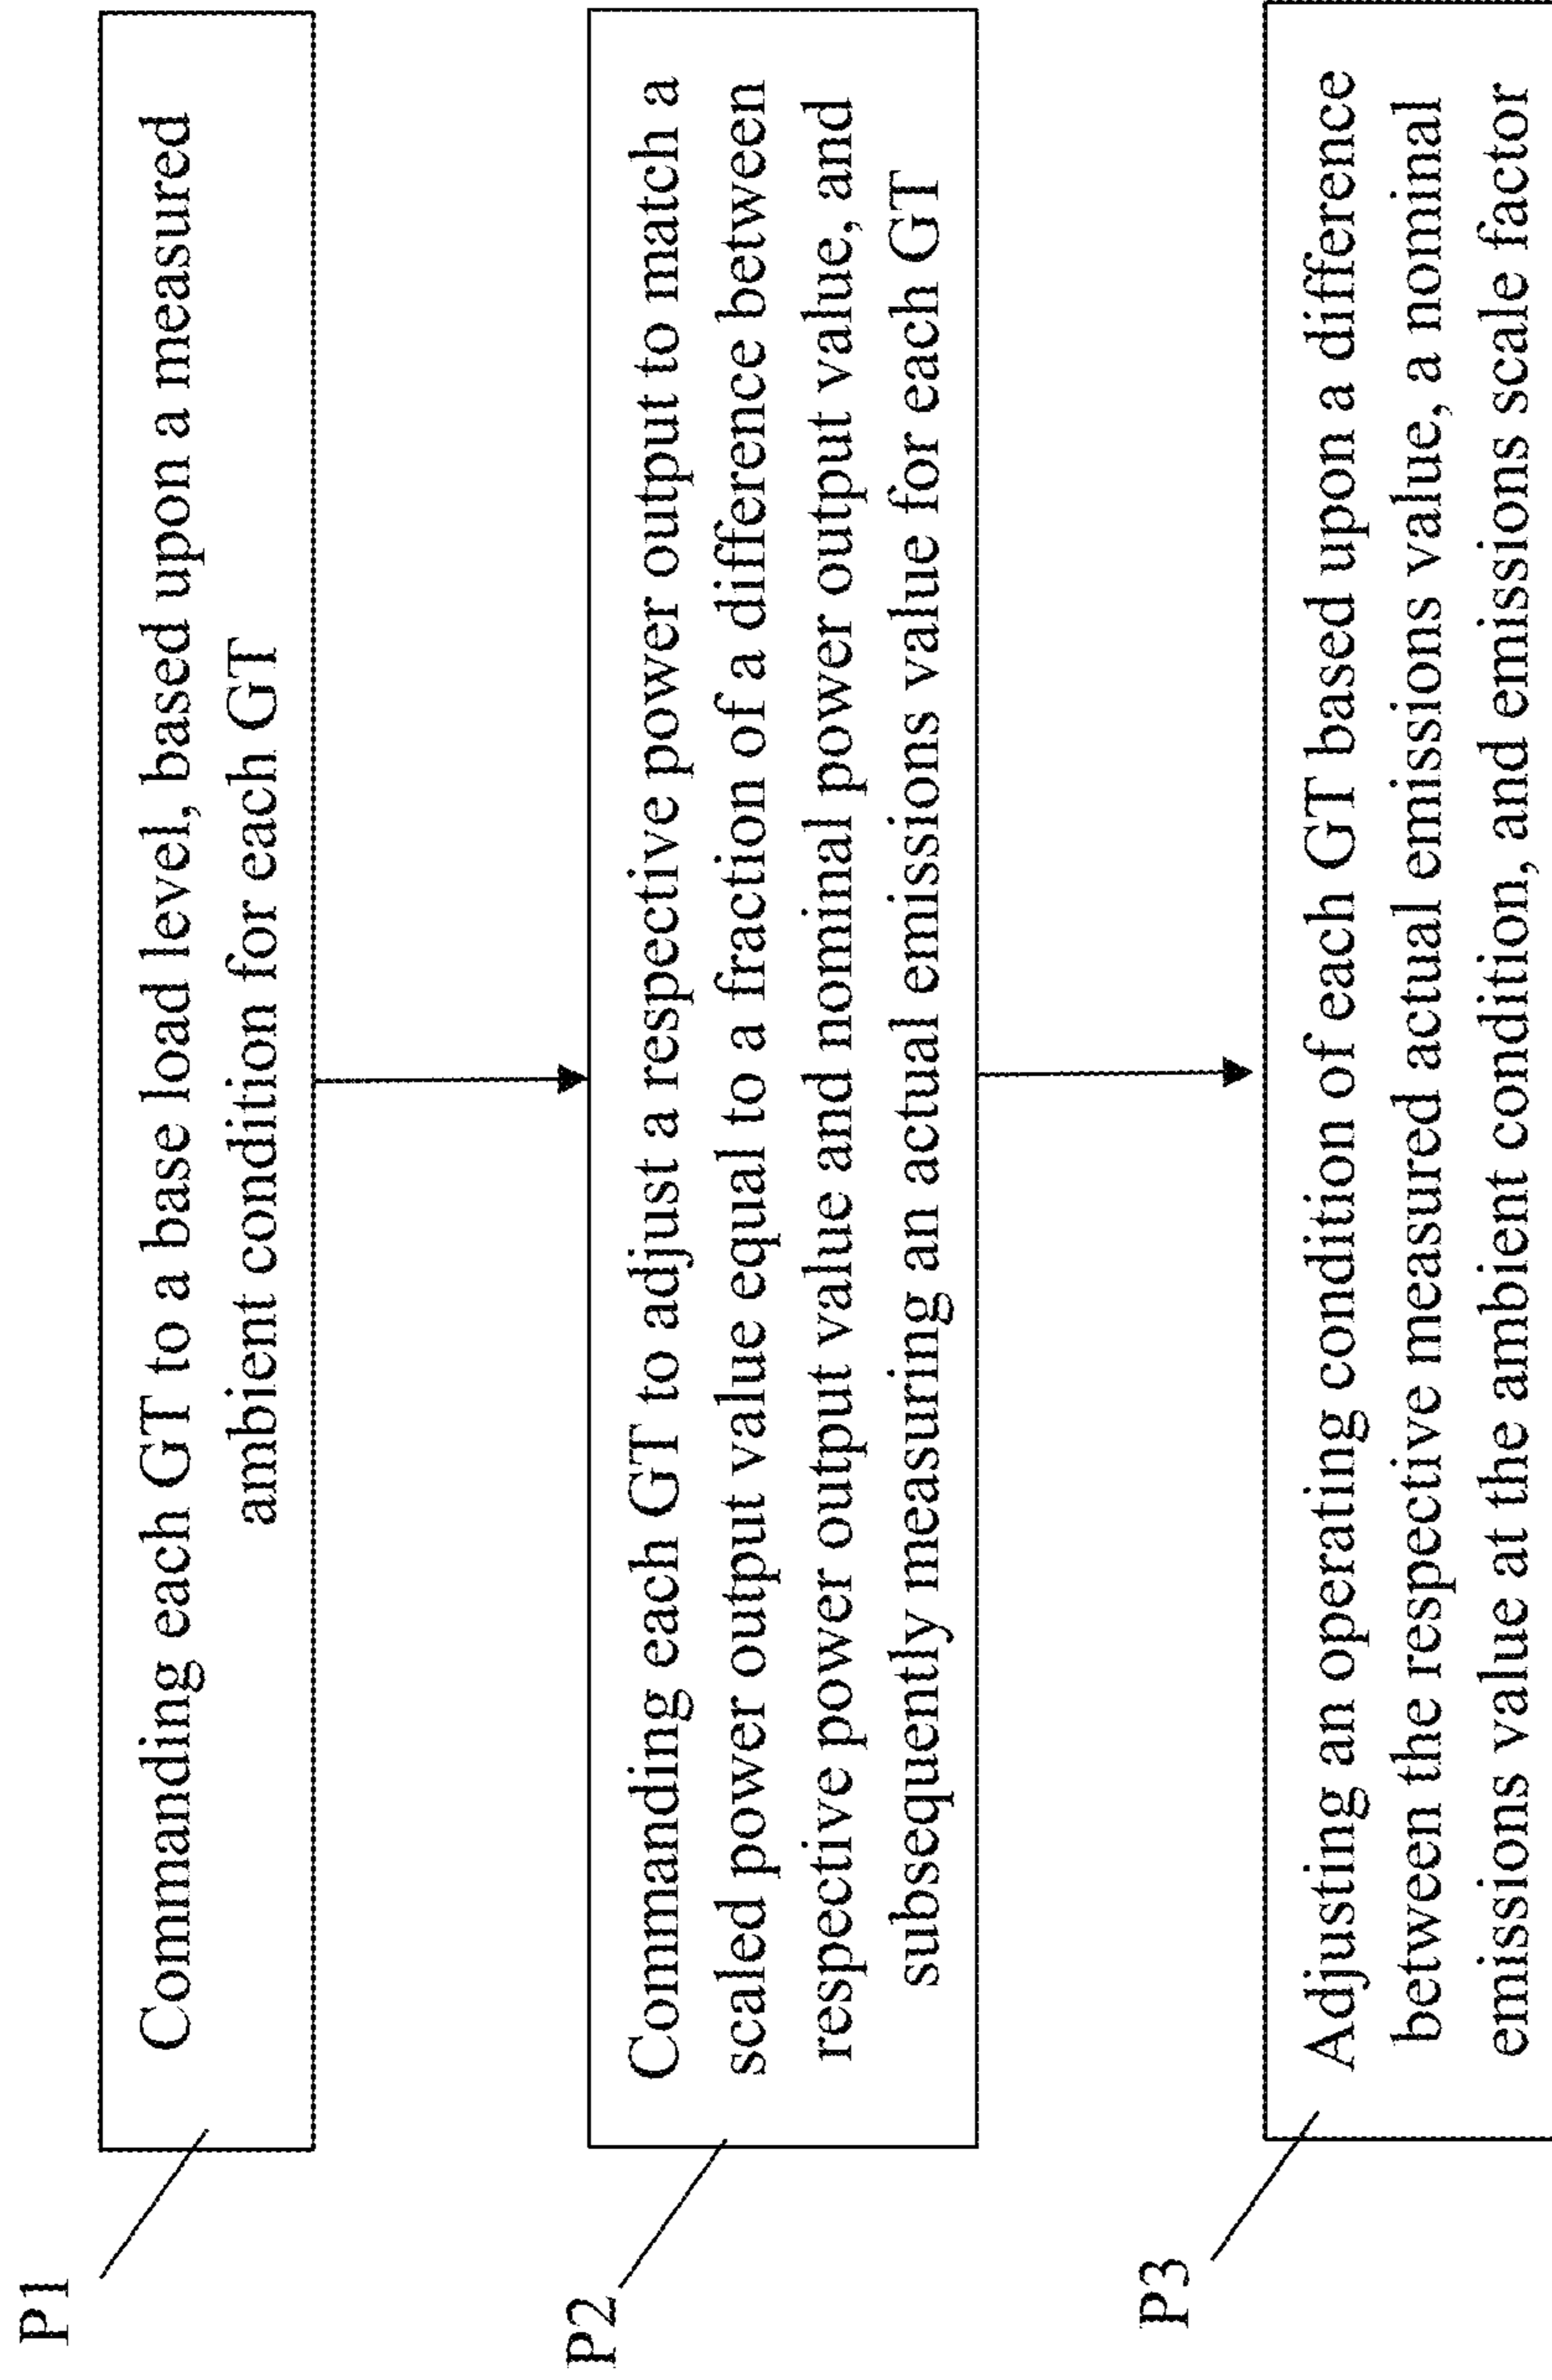 P1
Commanding each GT to a base load level, based upon a measured
ambient condition for each GT
P2
Commanding each GT to adjust a respective power output to match a
scaled power output value equal to a fraction of a difference between
respective power output value and nominal power output value, and
subsequently measuring an actual emissions value for each GT
P3
Adjusting an operating condition of each GT based upon a difference
between the respective measured actual emissions value, a nominal
emissions value at the ambient condition, and emissions scale factor